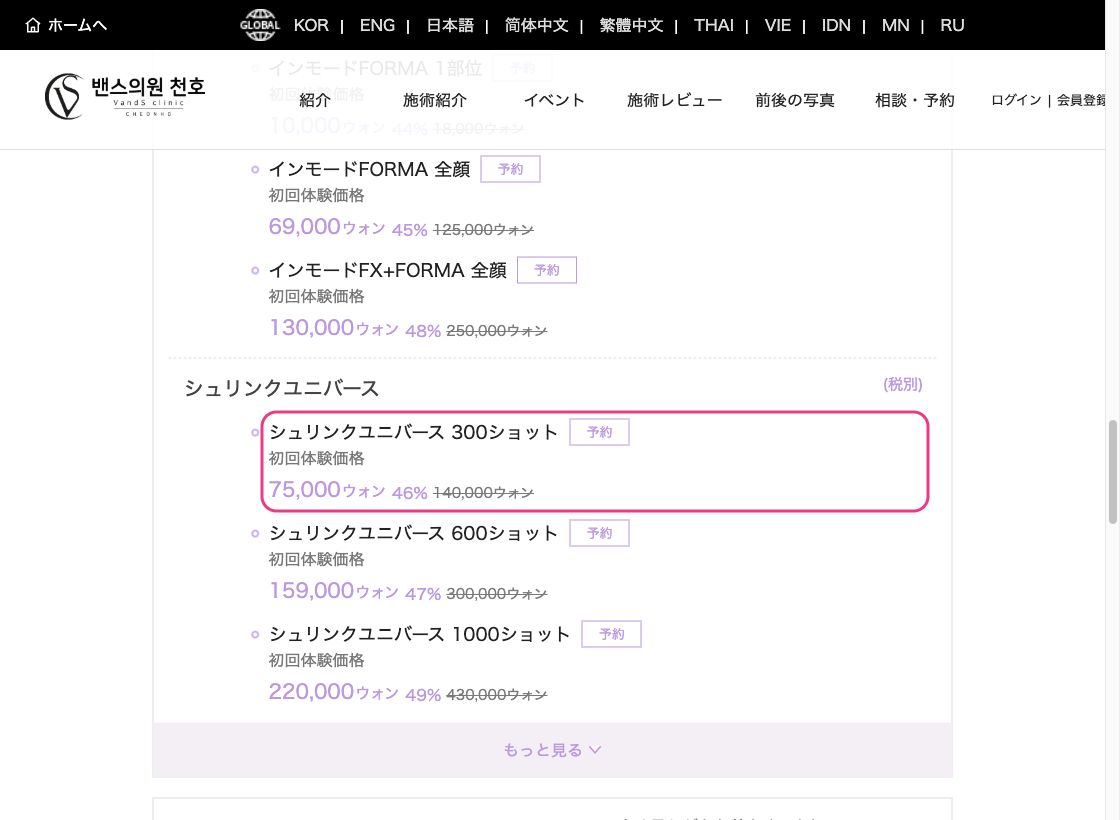 ホームへ
GLOBAL KOR | ENG | 日本語 | 简体中文 | 繁體中文 | THAI | VIE | IDN | MN | RU
インモードFORMA 1部位 予約
밴스의원 천호
VandS clinic
CHEONHO
紹介 施術紹介 イベント 施術レビュー 前後の写真 相談・予約 ログイン | 会員登録
10,000ウォン 44% 18,000ウォン
インモードFORMA 全顔 予約
初回体験価格
69,000ウォン 45% 125,000ウォン
インモードFX+FORMA 全顔 予約
初回体験価格
130,000ウォン 48% 250,000ウォン
シュリンクユニバース (税別)
シュリンクユニバース 300ショット 予約
初回体験価格
75,000ウォン 46% 140,000ウォン
シュリンクユニバース 600ショット 予約
初回体験価格
159,000ウォン 47% 300,000ウォン
シュリンクユニバース 1000ショット 予約
初回体験価格
220,000ウォン 49% 430,000ウォン
もっと見る